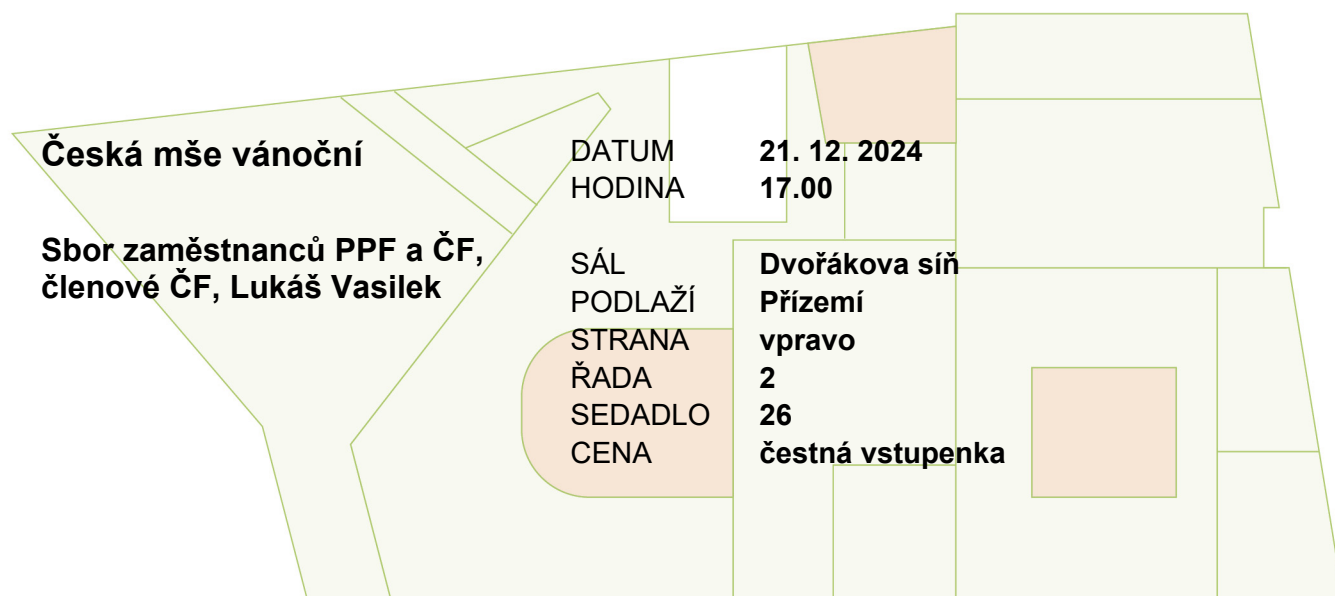 Česká mše vánoční
Sbor zaměstnanců PPF a ČF,
členové ČF, Lukáš Vasilek
DATUM 21. 12. 2024
HODINA 17.00
SÁL Dvořákova síň
PODLAŽÍ Přízemí
STRANA vpravo
ŘADA 2
SEDADLO 26
CENA čestná vstupenka